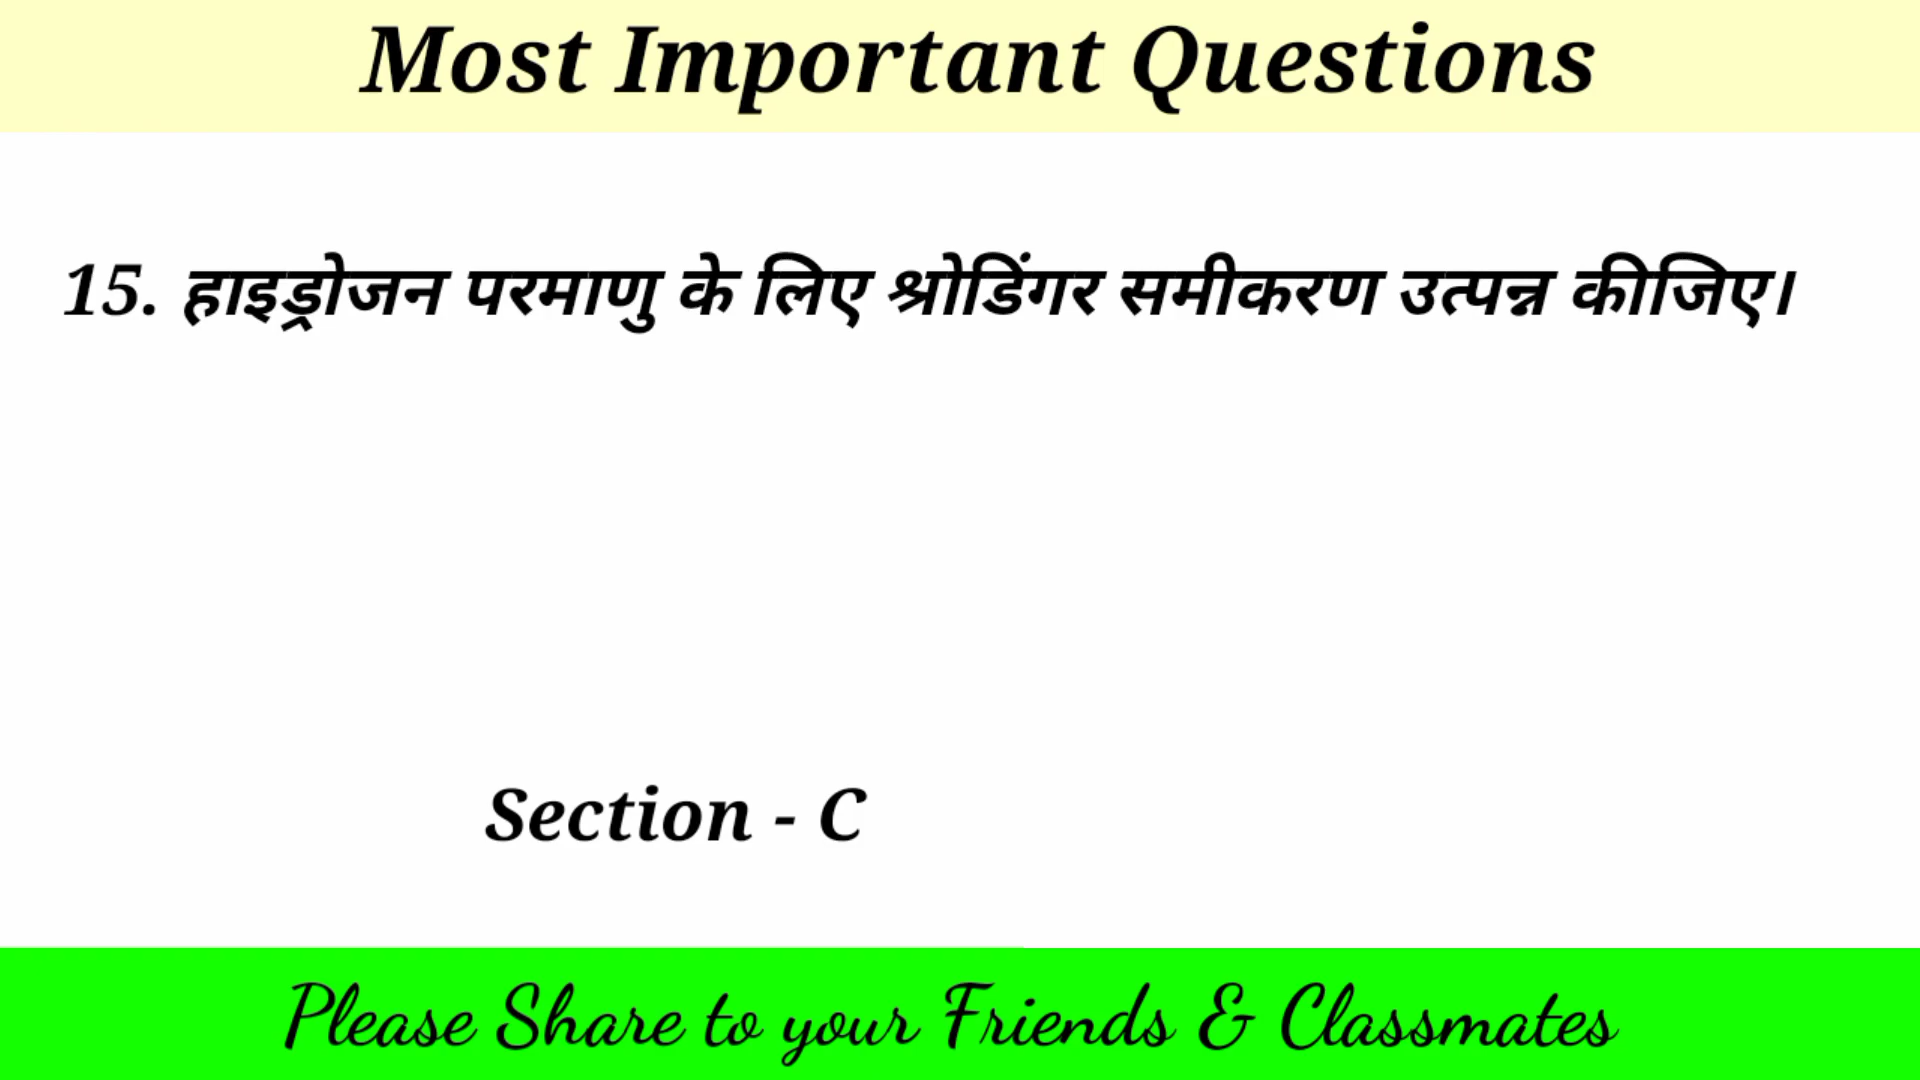 Most Important Questions
15. हाइड्रोजन परमाणु के लिए श्रोडिंगर समीकरण उत्पन्न कीजिए।
Section - C
Please Share to your Friends & Classmates